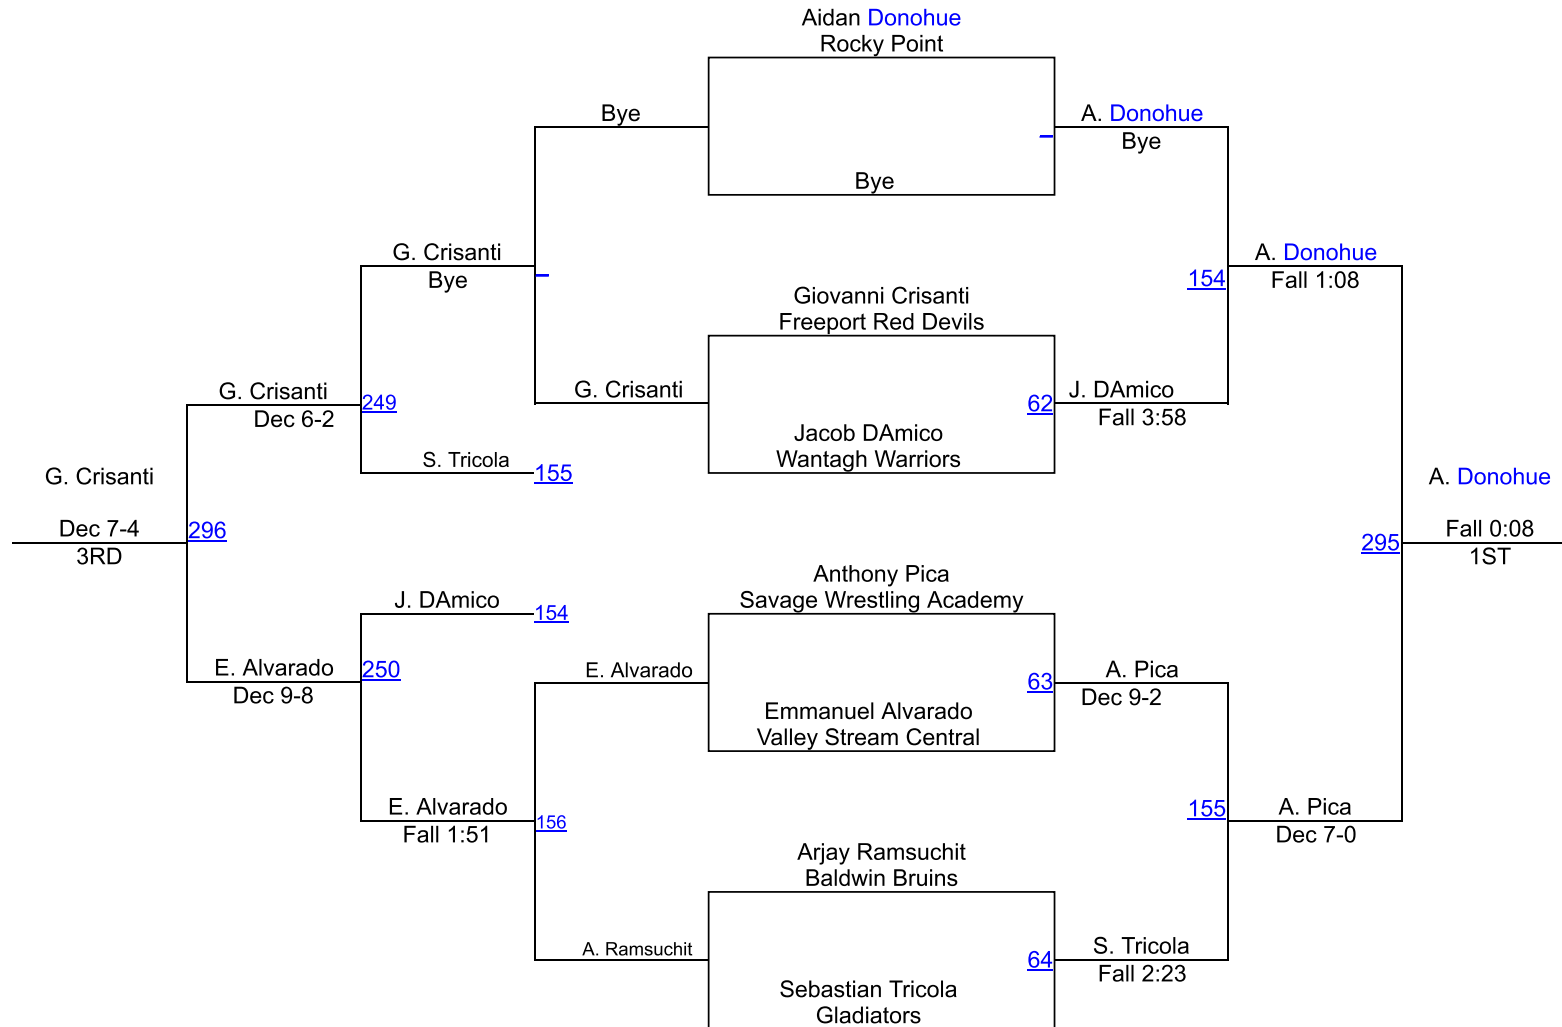 Aidan Donohue
Rocky Point
Bye
A. Donohue
Bye
Bye
G. Crisanti
Bye
A. Donohue
Fall 1:08
154
Giovanni Crisanti
Freeport Red Devils
G. Crisanti
Dec 6-2
249
G. Crisanti
62
J. DAmico
Fall 3:58
Jacob DAmico
Wantagh Warriors
S. Tricola
155
G. Crisanti
Dec 7-4
3RD
296
A. Donohue
Fall 0:08
1ST
295
Anthony Pica
Savage Wrestling Academy
J. DAmico
154
E. Alvarado
Dec 9-8
250
E. Alvarado
63
A. Pica
Dec 9-2
Emmanuel Alvarado
Valley Stream Central
E. Alvarado
Fall 1:51
156
155
A. Pica
Dec 7-0
Arjay Ramsuchit
Baldwin Bruins
A. Ramsuchit
64
S. Tricola
Fall 2:23
Sebastian Tricola
Gladiators